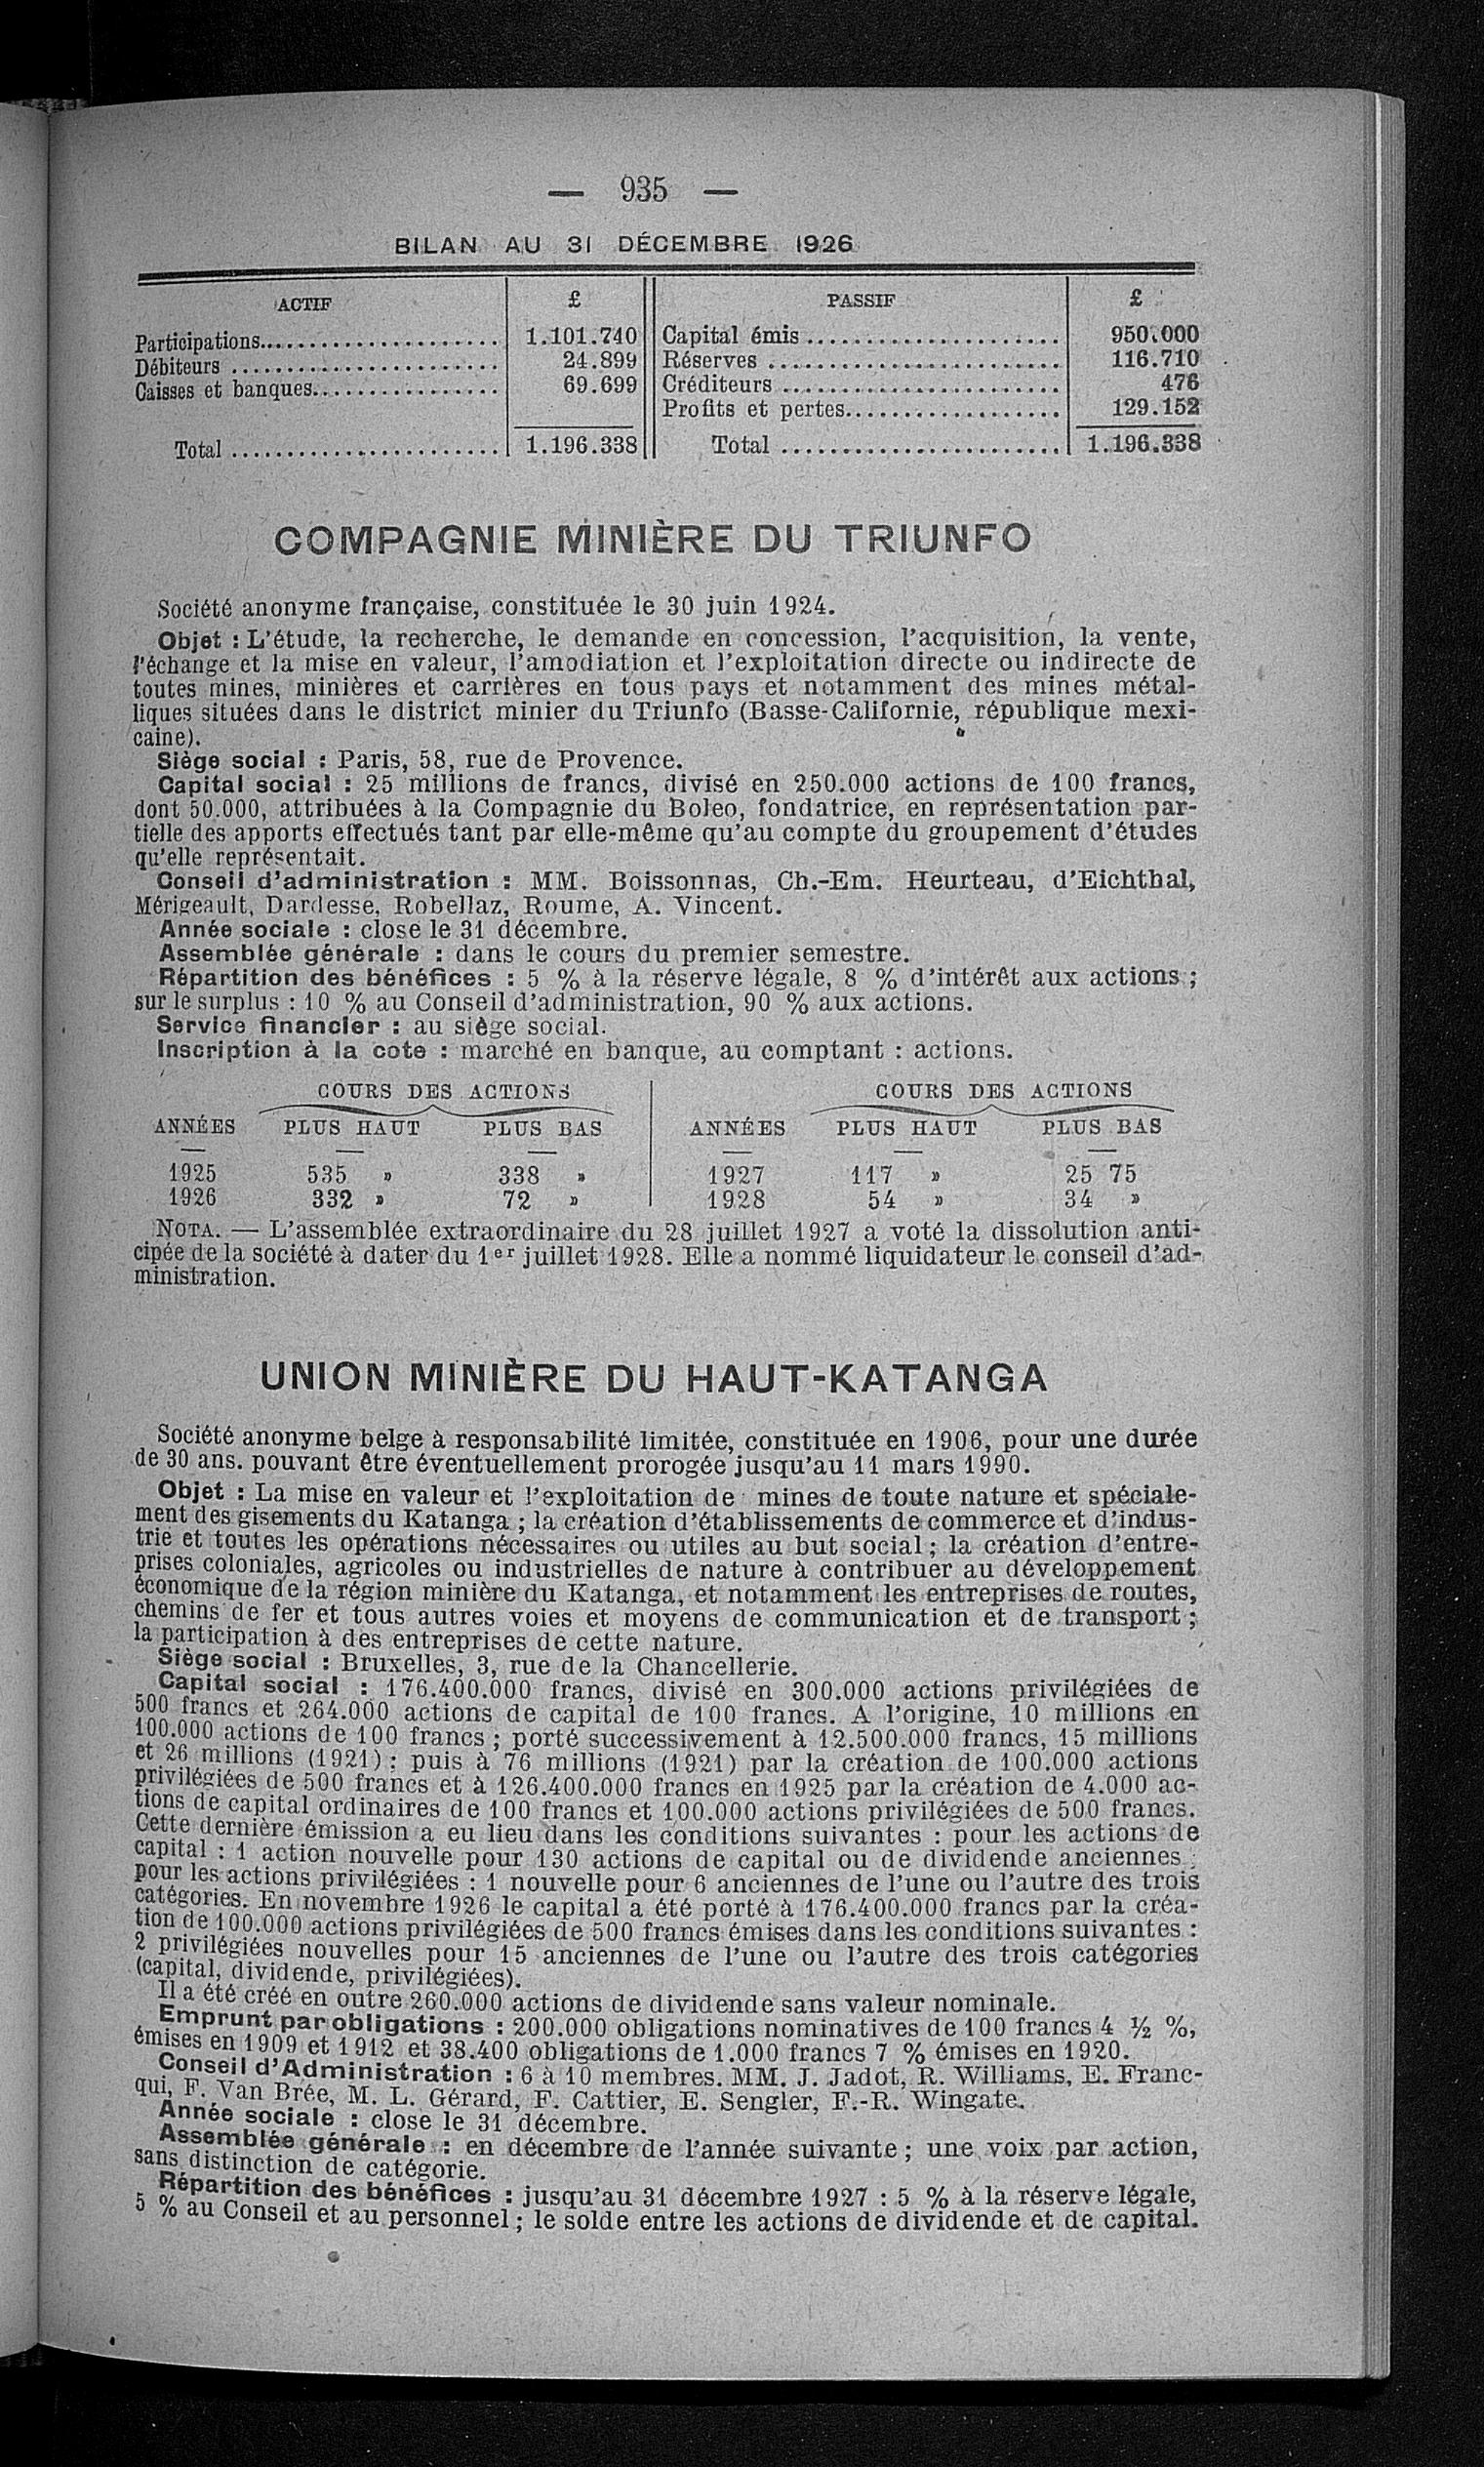 — 935 —
BILAN AU 31 DÉCEMBRE 1926
ACTIF £ PASSIF £
Participations...................... 1.101.740 Capital émis...................... 950.000
Débiteurs ........................ 24.899 Réserves ........................ 116.710
Caisses et banques................. 69.699 Créditeurs ........................ 476
Profits et pertes................... 129.152
Total ........................ 1.196.338 Total ........................ 1.196.338
COMPAGNIE MINIÈRE DU TRIUNFO
Société anonyme française, constituée le 30 juin 1924.
Objet : L'étude, la recherche, le demande en concession, l'acquisition, la vente,
l'échange et la mise en valeur, l'amodiation et l'exploitation directe ou indirecte de
toutes mines, minières et carrières en tous pays et notamment des mines métal-
liques situées dans le district minier du Triunfo (Basse-Californie, république mexi-
caine).
Siège social : Paris, 58, rue de Provence.
Capital social : 25 millions de francs, divisé en 250.000 actions de 100 francs,
dont 50.000, attribuées à la Compagnie du Boleo, fondatrice, en représentation par-
tielle des apports effectués tant par elle-même qu'au compte du groupement d'études
qu'elle représentait.
Conseil d'administration : MM. Boissonnas, Ch.-Em. Heurteau, d'Eichthal,
Mérigeault, Dardesse, Robellaz, Roume, A. Vincent.
Année sociale : close le 31 décembre.
Assemblée générale : dans le cours du premier semestre.
Répartition des bénéfices : 5 % à la réserve légale, 8 % d'intérêt aux actions ;
sur le surplus : 10 % au Conseil d'administration, 90 % aux actions.
Service financier : au siège social.
Inscription à la cote : marché en banque, au comptant : actions.
COURS DES ACTIONS COURS DES ACTIONS
ANNÉES PLUS HAUT PLUS BAS ANNÉES PLUS HAUT PLUS BAS
1925 535 » 338 » 1927 117 » 25 75
1926 332 » 72 » 1928 54 » 34 »
NOTA. — L'assemblée extraordinaire du 28 juillet 1927 a voté la dissolution anti-
cipée de la société à dater du 1er juillet 1928. Elle a nommé liquidateur le conseil d'ad-
ministration.
UNION MINIÈRE DU HAUT-KATANGA
Société anonyme belge à responsabilité limitée, constituée en 1906, pour une durée
de 30 ans. pouvant être éventuellement prorogée jusqu'au 11 mars 1990.
Objet : La mise en valeur et l'exploitation de mines de toute nature et spéciale-
ment des gisements du Katanga ; la création d'établissements de commerce et d'indus-
trie et toutes les opérations nécessaires ou utiles au but social ; la création d'entre-
prises coloniales, agricoles ou industrielles de nature à contribuer au développement
économique de la région minière du Katanga, et notamment les entreprises de routes,
chemins de fer et tous autres voies et moyens de communication et de transport ;
la participation à des entreprises de cette nature.
Siège social : Bruxelles, 3, rue de la Chancellerie.
Capital social : 176.400.000 francs, divisé en 300.000 actions privilégiées de
500 francs et 264.000 actions de capital de 100 francs. A l'origine, 10 millions en
100.000 actions de 100 francs ; porté successivement à 12.500.000 francs, 15 millions
et 26 millions (1921) ; puis à 76 millions (1921) par la création de 100.000 actions
privilégiées de 500 francs et à 126.400.000 francs en 1925 par la création de 4.000 ac-
tions de capital ordinaires de 100 francs et 100.000 actions privilégiées de 500 francs.
Cette dernière émission a eu lieu dans les conditions suivantes : pour les actions de
capital : 1 action nouvelle pour 130 actions de capital ou de dividende anciennes ;
pour les actions privilégiées : 1 nouvelle pour 6 anciennes de l'une ou l'autre des trois
catégories. En novembre 1926 le capital a été porté à 176.400.000 francs par la créa-
tion de 100.000 actions privilégiées de 500 francs émises dans les conditions suivantes :
2 privilégiées nouvelles pour 15 anciennes de l'une ou l'autre des trois catégories
(capital, dividende, privilégiées).
Il a été créé en outre 260.000 actions de dividende sans valeur nominale.
Emprunt par obligations : 200.000 obligations nominatives de 100 francs 4 ½ %,
émises en 1909 et 1912 et 38.400 obligations de 1.000 francs 7 % émises en 1920.
Conseil d'Administration : 6 à 10 membres. MM. J. Jadot, R. Williams, E. Franc-
qui, F. Van Brée, M. L. Gérard, F. Cattier, E. Sengler, F.-R. Wingate.
Année sociale : close le 31 décembre.
Assemblée générale : en décembre de l'année suivante ; une voix par action,
sans distinction de catégorie.
Répartition des bénéfices : jusqu'au 31 décembre 1927 : 5 % à la réserve légale,
5 % au Conseil et au personnel ; le solde entre les actions de dividende et de capital.